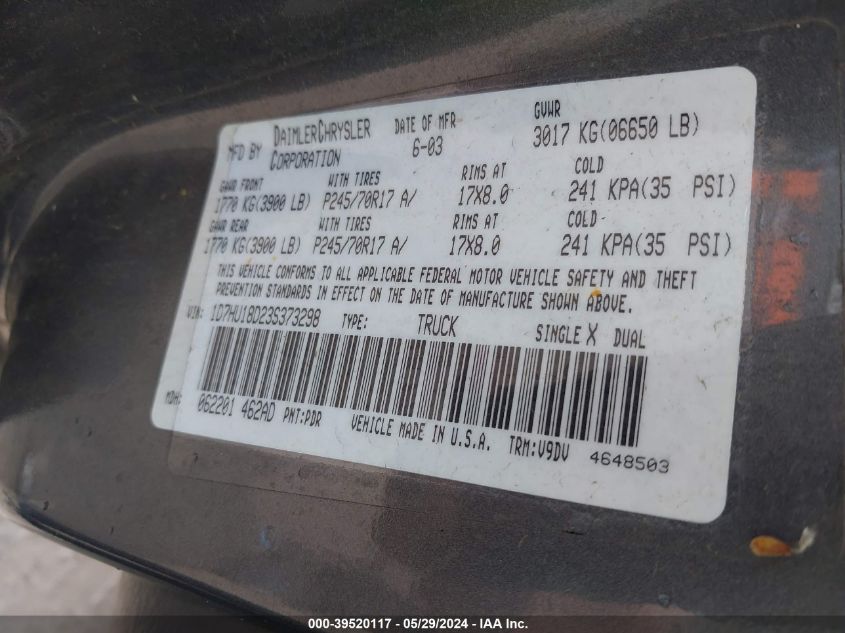 MFD BY DAIMLERCHRYSLER CORPORATION DATE OF MFR 6-03 GVWR 3017 KG(06650 LB)
GAWR FRONT WITH TIRES RIMS AT COLD
1770 KG(3900 LB) P245/70R17 A/ 17X8.0 241 KPA(35 PSI)
GAWR REAR WITH TIRES RIMS AT COLD
1770 KG(3900 LB) P245/70R17 A/ 17X8.0 241 KPA(35 PSI)
THIS VEHICLE CONFORMS TO ALL APPLICABLE FEDERAL MOTOR VEHICLE SAFETY AND THEFT
PREVENTION STANDARDS IN EFFECT ON THE DATE OF MANUFACTURE SHOWN ABOVE.
VIN: 1D7HU18D23S373298 TYPE: TRUCK SINGLE X DUAL
MDH: 062201 462AD PNT:PDR VEHICLE MADE IN U.S.A. TRM:V9DV 4648503
000-39520117 - 05/29/2024 - IAA Inc.